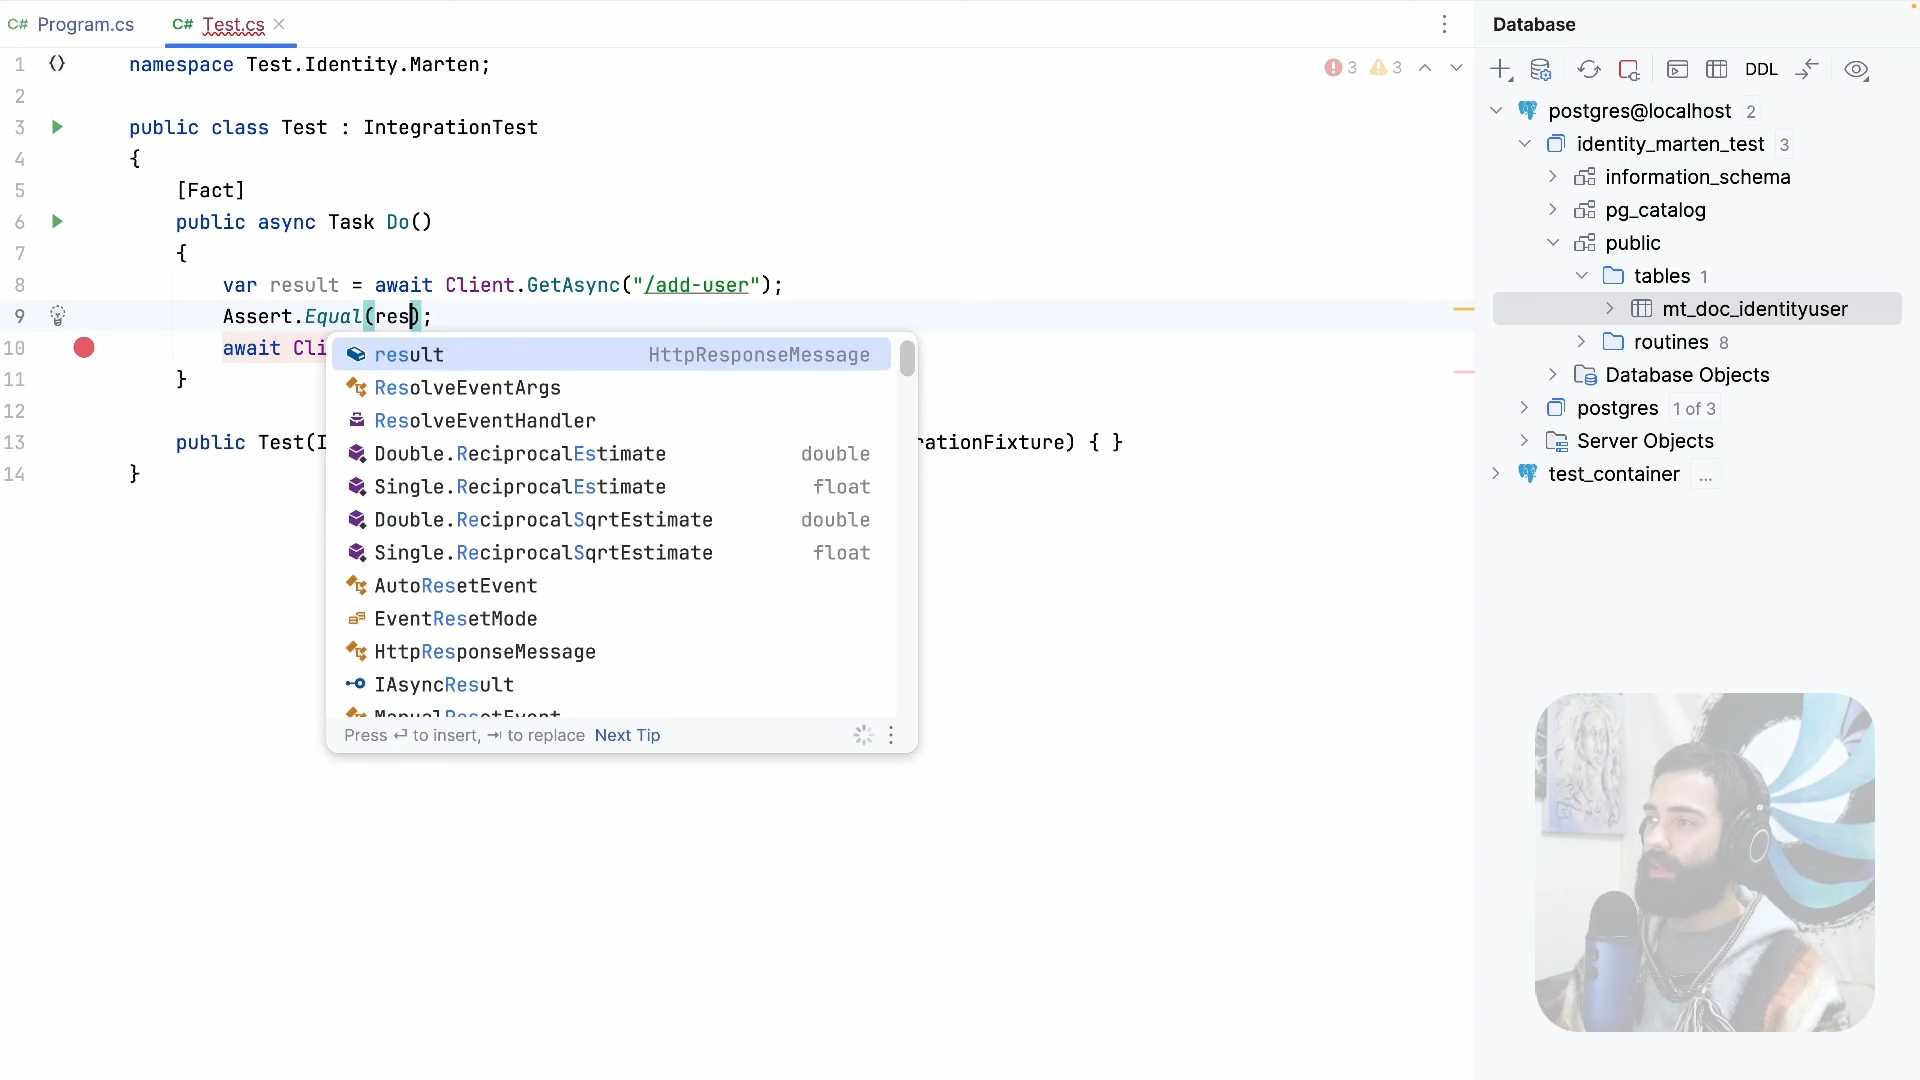 C# Program.cs
C# Test.cs
Database
1 namespace Test.Identity.Marten;
3 3
2
3 public class Test : IntegrationTest
4 {
5 [Fact]
6 public async Task Do()
7 {
8 var result = await Client.GetAsync("/add-user");
9 Assert.Equal(res);
10 await Cli
11 }
12
13 public Test(I
rationFixture) { }
14 }
result HttpResponseMessage
ResolveEventArgs
ResolveEventHandler
Double.ReciprocalEstimate double
Single.ReciprocalEstimate float
Double.ReciprocalSqrtEstimate double
Single.ReciprocalSqrtEstimate float
AutoResetEvent
EventResetMode
HttpResponseMessage
IAsyncResult
ManualResetEvent
Press ↵ to insert, ⇥ to replace Next Tip
DDL
postgres@localhost 2
identity_marten_test 3
information_schema
pg_catalog
public
tables 1
mt_doc_identityuser
routines 8
Database Objects
postgres 1 of 3
Server Objects
test_container ...